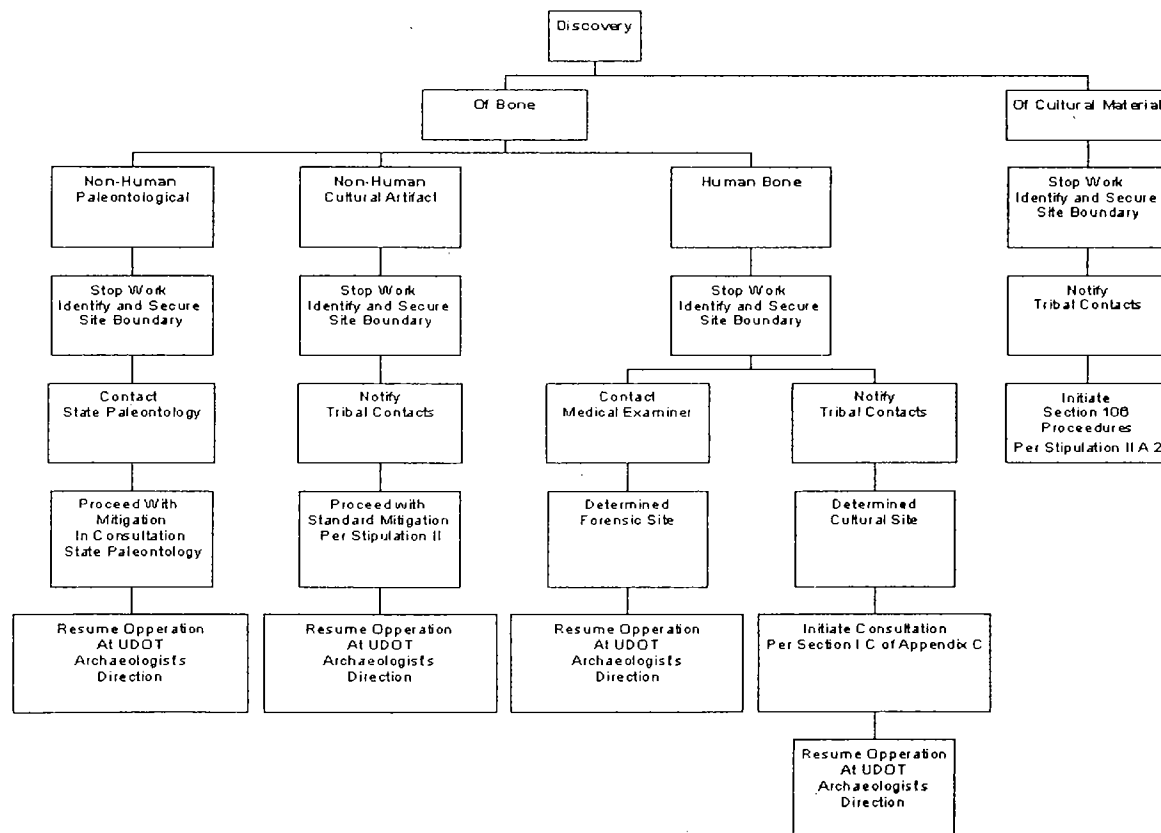 Discovery
Of Bone
Of Cultural Material
Non-Human
Paleontological
Non-Human
Cultural Artifact
Human Bone
Stop Work
Identify and Secure
Site Boundary
Stop Work
Identify and Secure
Site Boundary
Stop Work
Identify and Secure
Site Boundary
Stop Work
Identify and Secure
Site Boundary
Notify
Tribal Contacts
Contact
State Paleontology
Notify
Tribal Contacts
Contact
Medical Examiner
Notify
Tribal Contacts
Initiate
Section 106
Proceedures
Per Stipulation II A 2
Proceed With
Mitigation
In Consultation
State Paleontology
Proceed with
Standard Mitigation
Per Stipulation II
Determined
Forensic Site
Determined
Cultural Site
Resume Opperation
At UDOT
Archaeologist's
Direction
Resume Opperation
At UDOT
Archaeologist's
Direction
Resume Opperation
At UDOT
Archaeologist's
Direction
Initiate Consultation
Per Section I C of Appendix C
Resume Opperation
At UDOT
Archaeologist's
Direction